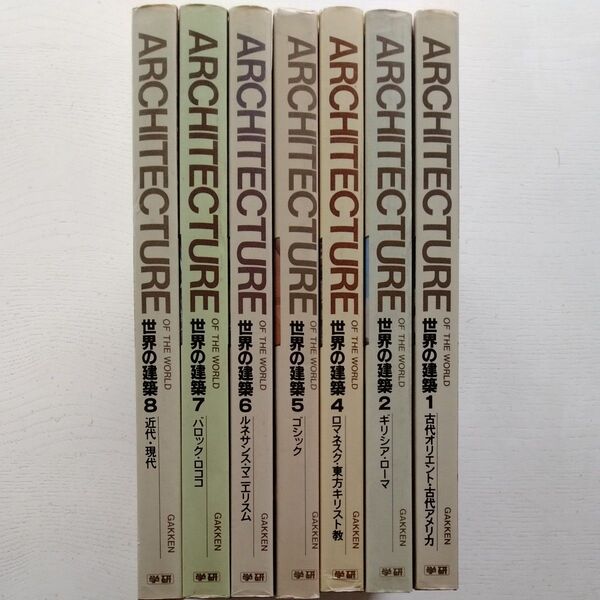 ARCHITECTURE
OF THE WORLD
世界の建築8
近代・現代
GAKKEN
学研
ARCHITECTURE
OF THE WORLD
世界の建築7
バロック・ロココ
GAKKEN
学研
ARCHITECTURE
OF THE WORLD
世界の建築6
ルネサンス・マニエリスム
GAKKEN
学研
ARCHITECTURE
OF THE WORLD
世界の建築5
ゴシック
GAKKEN
学研
ARCHITECTURE
OF THE WORLD
世界の建築4
ロマネスク・東方キリスト教
GAKKEN
学研
ARCHITECTURE
OF THE WORLD
世界の建築2
ギリシア・ローマ
GAKKEN
学研
ARCHITECTURE
OF THE WORLD
世界の建築1
古代オリエント・古代アメリカ
GAKKEN
学研